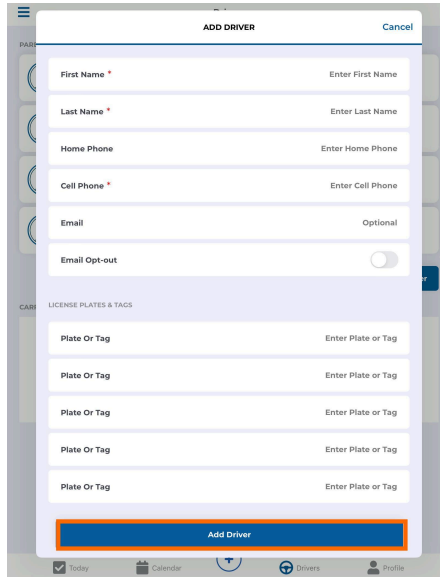 ADD DRIVER Cancel
First Name * Enter First Name
Last Name * Enter Last Name
Home Phone Enter Home Phone
Cell Phone * Enter Cell Phone
Email Optional
Email Opt-out
LICENSE PLATES & TAGS
Plate Or Tag Enter Plate or Tag
Plate Or Tag Enter Plate or Tag
Plate Or Tag Enter Plate or Tag
Plate Or Tag Enter Plate or Tag
Plate Or Tag Enter Plate or Tag
Add Driver
Today Calendar Drivers Profile